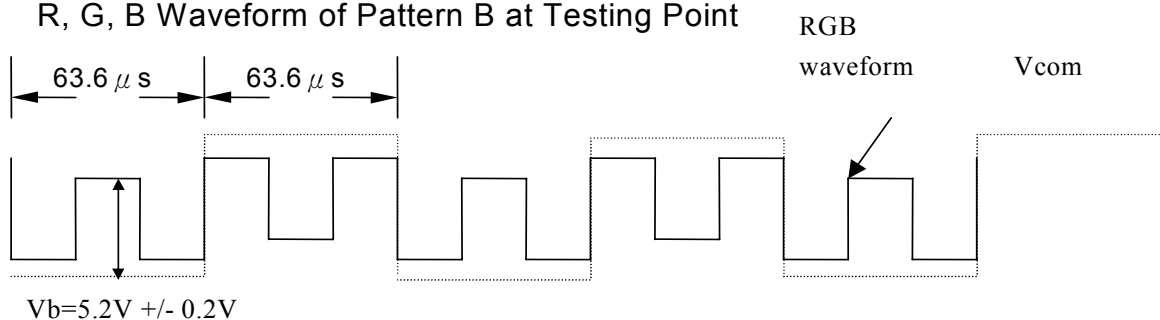 R, G, B Waveform of Pattern B at Testing Point
RGB
waveform
Vcom
63.6 μ s
63.6 μ s
Vb=5.2V +/- 0.2V